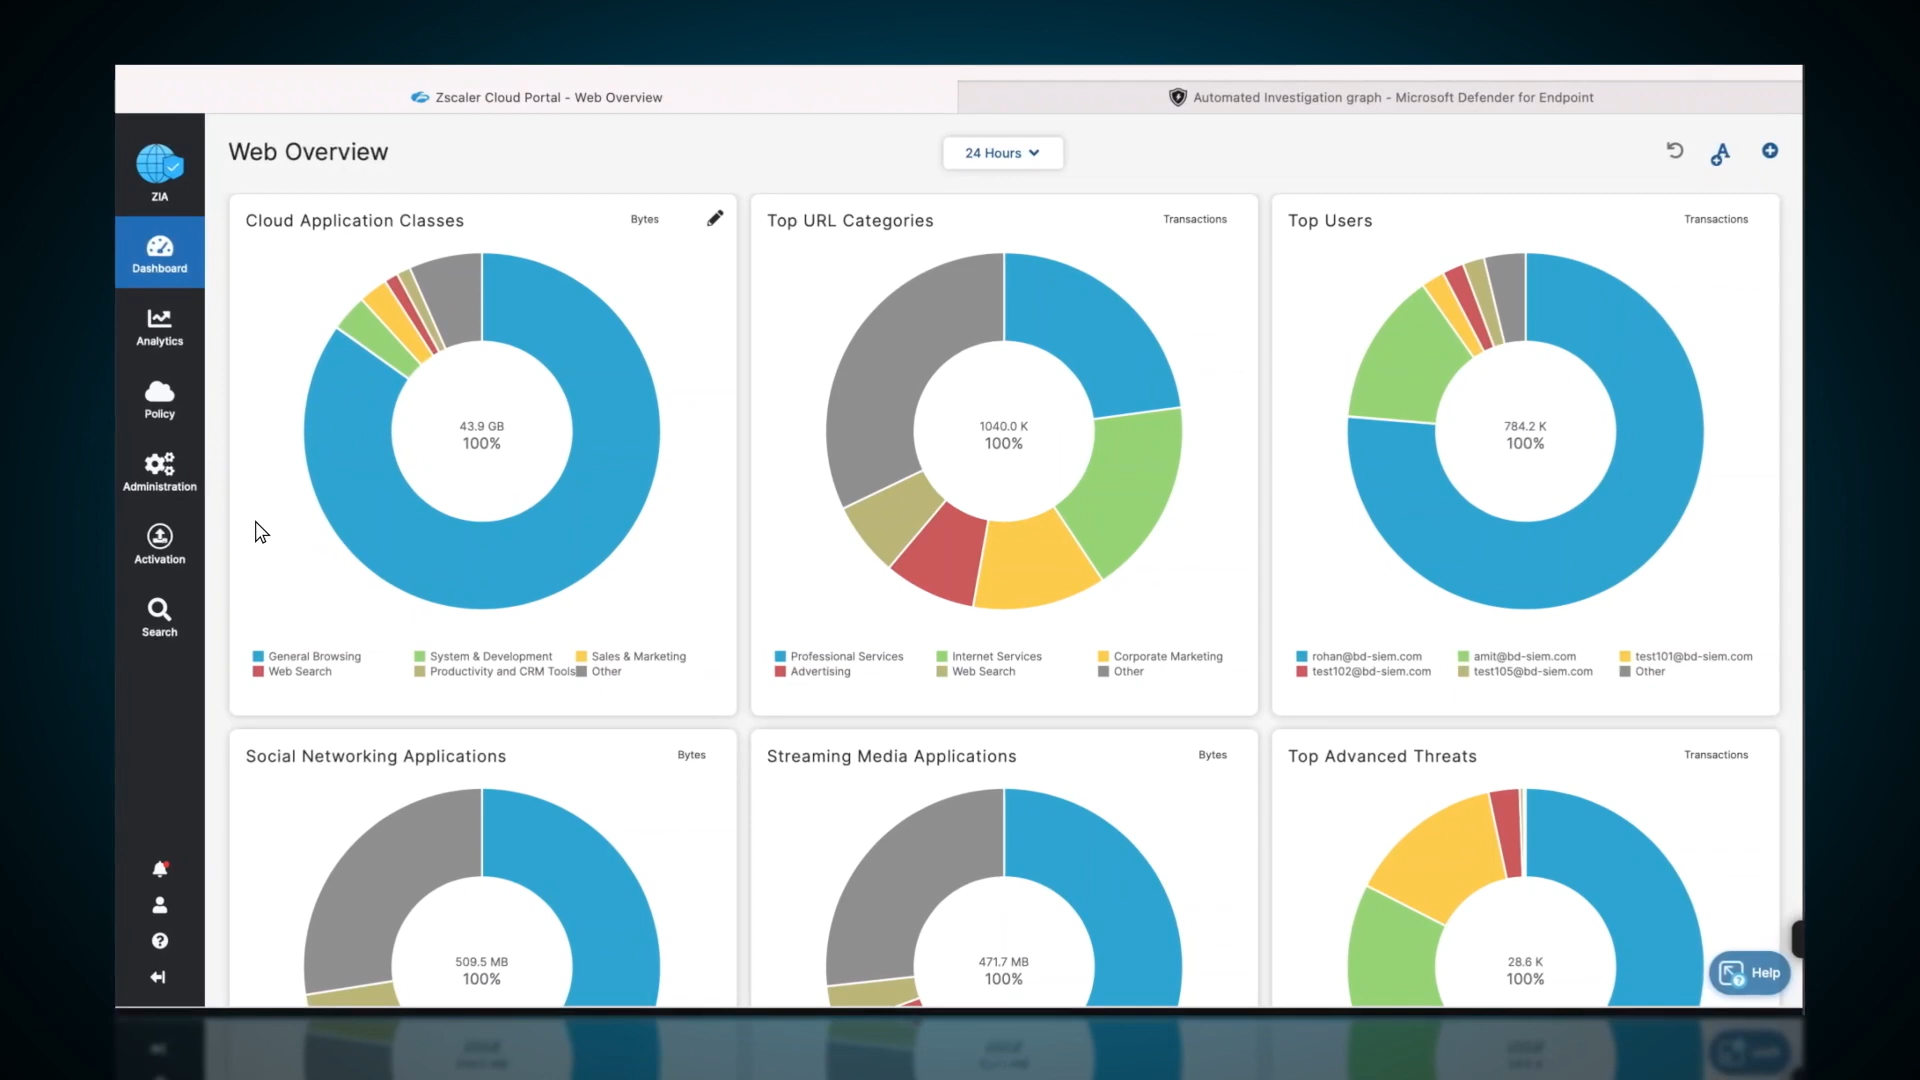 Zscaler Cloud Portal - Web Overview
Automated Investigation graph - Microsoft Defender for Endpoint
ZIA
Dashboard
Analytics
Policy
Administration
Activation
Search
Web Overview
24 Hours
Cloud Application Classes
Bytes
43.9 GB
100%
General Browsing
System & Development
Sales & Marketing
Web Search
Productivity and CRM Tools
Other
Top URL Categories
Transactions
1040.0 K
100%
Professional Services
Internet Services
Corporate Marketing
Advertising
Web Search
Other
Top Users
Transactions
784.2 K
100%
rohan@bd-siem.com
amit@bd-siem.com
test101@bd-siem.com
test102@bd-siem.com
test105@bd-siem.com
Other
Social Networking Applications
Bytes
509.5 MB
100%
Streaming Media Applications
Bytes
471.7 MB
100%
Top Advanced Threats
Transactions
28.6 K
100%
Help